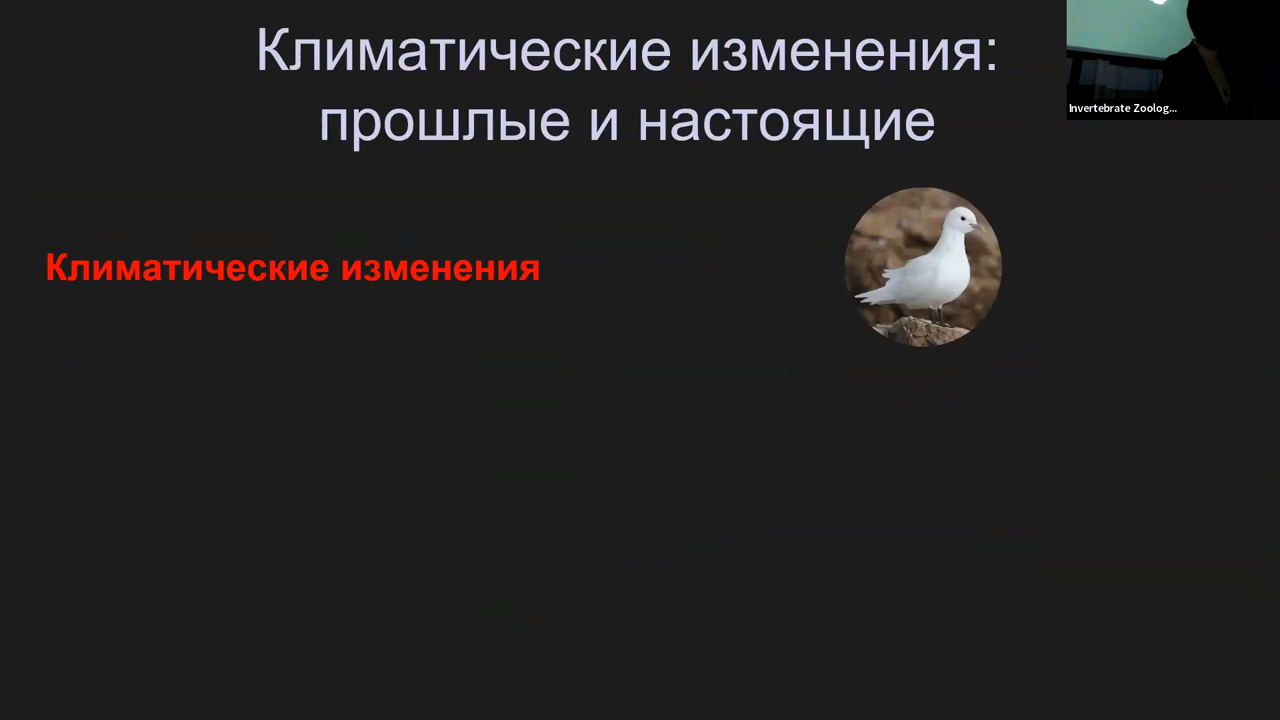 Климатические изменения:
прошлые и настоящие
Invertebrate Zoolog...
Климатические изменения